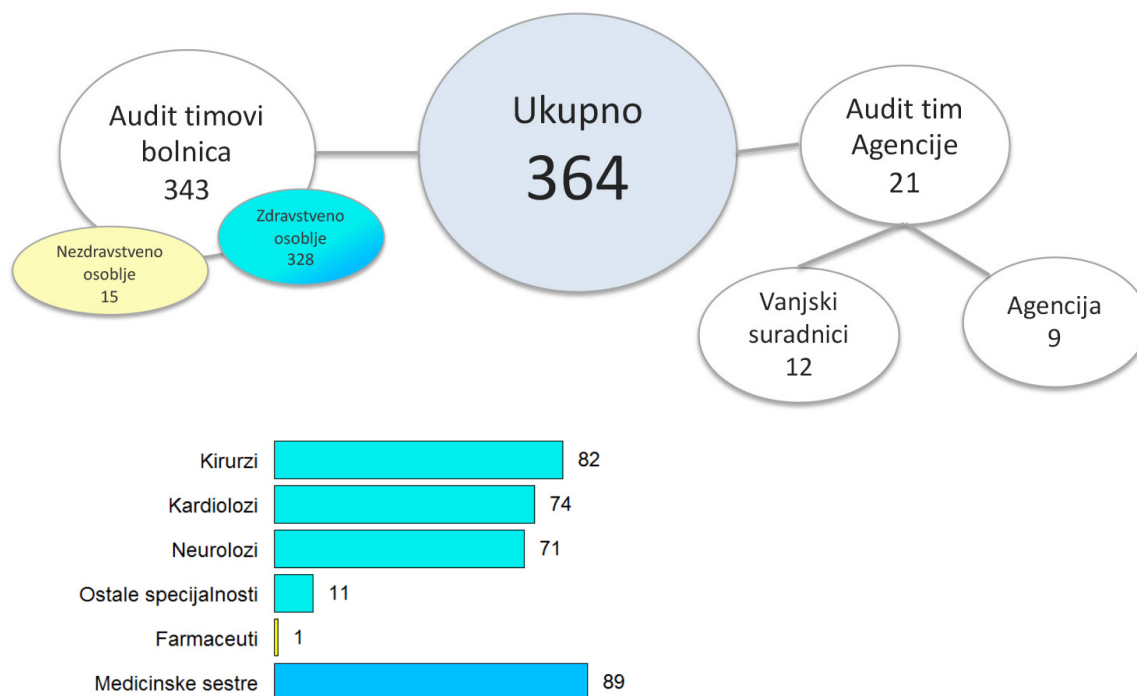 Audit timovi
bolnica
343
Nezdravstveno
osoblje
15
Zdravstveno
osoblje
328
Ukupno
364
Audit tim
Agencije
21
Vanjski
suradnici
12
Agencija
9
Kirurzi 82
Kardiolozi 74
Neurolozi 71
Ostale specijalnosti 11
Farmaceuti 1
Medicinske sestre 89